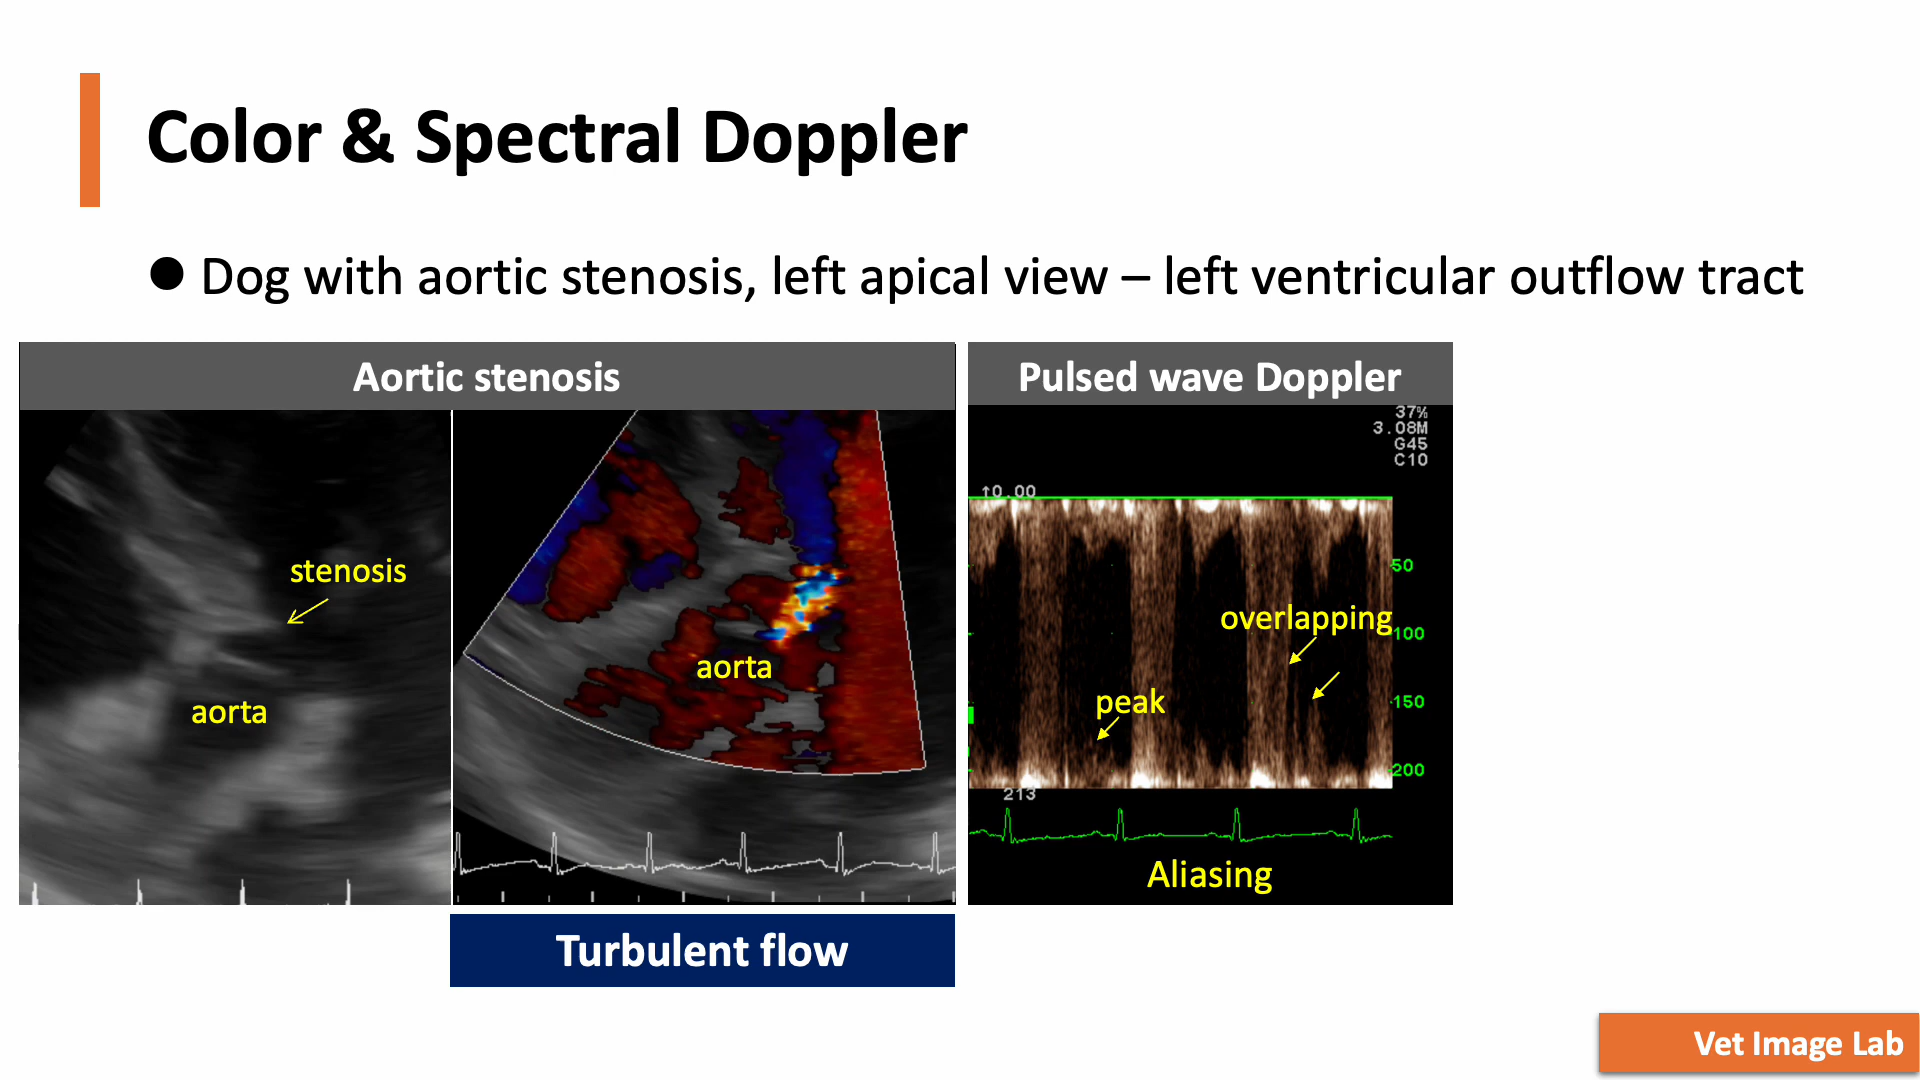 Color & Spectral Doppler
● Dog with aortic stenosis, left apical view – left ventricular outflow tract
Aortic stenosis
stenosis
aorta
aorta
Turbulent flow
Pulsed wave Doppler
37%
3.08M
G45
C10
↑0.00
50
overlapping
100
peak
150
200
213
Aliasing
Vet Image Lab